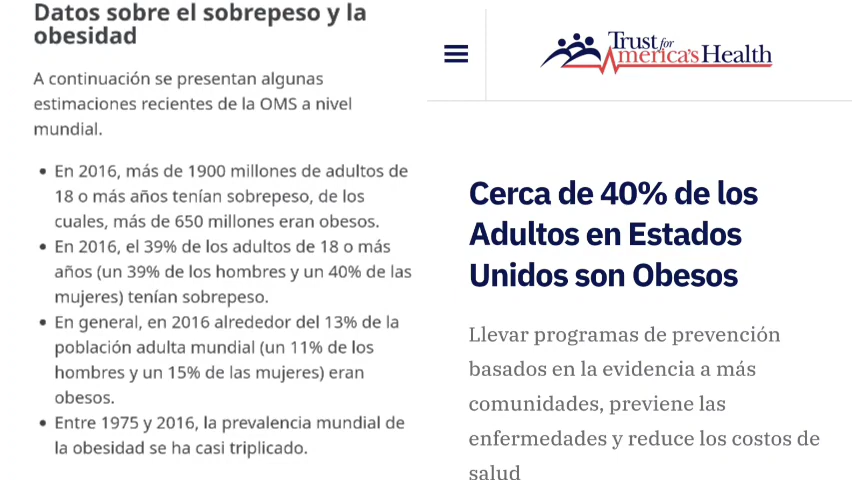 Datos sobre el sobrepeso y la
obesidad
A continuación se presentan algunas
estimaciones recientes de la OMS a nivel
mundial.
• En 2016, más de 1900 millones de adultos de
18 o más años tenían sobrepeso, de los
cuales, más de 650 millones eran obesos.
• En 2016, el 39% de los adultos de 18 o más
años (un 39% de los hombres y un 40% de las
mujeres) tenían sobrepeso.
• En general, en 2016 alrededor del 13% de la
población adulta mundial (un 11% de los
hombres y un 15% de las mujeres) eran
obesos.
• Entre 1975 y 2016, la prevalencia mundial de
la obesidad se ha casi triplicado.
Trust for
America's Health
Cerca de 40% de los
Adultos en Estados
Unidos son Obesos
Llevar programas de prevención
basados en la evidencia a más
comunidades, previene las
enfermedades y reduce los costos de
salud